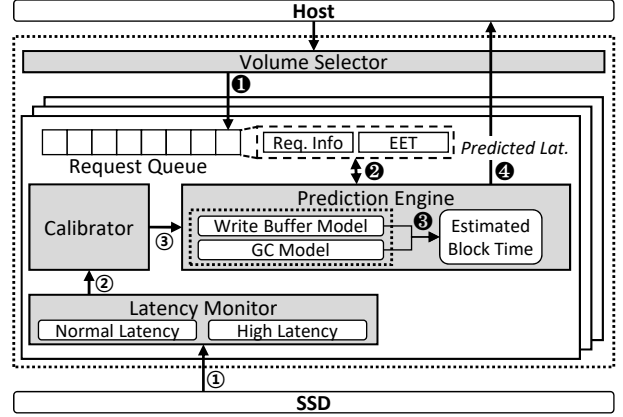 Host
Volume Selector
❶
Req. Info
EET
Predicted Lat.
Request Queue
❷
❹
Prediction Engine
Calibrator
③
Write Buffer Model
GC Model
❸
Estimated
Block Time
②
Latency Monitor
Normal Latency
High Latency
①
SSD